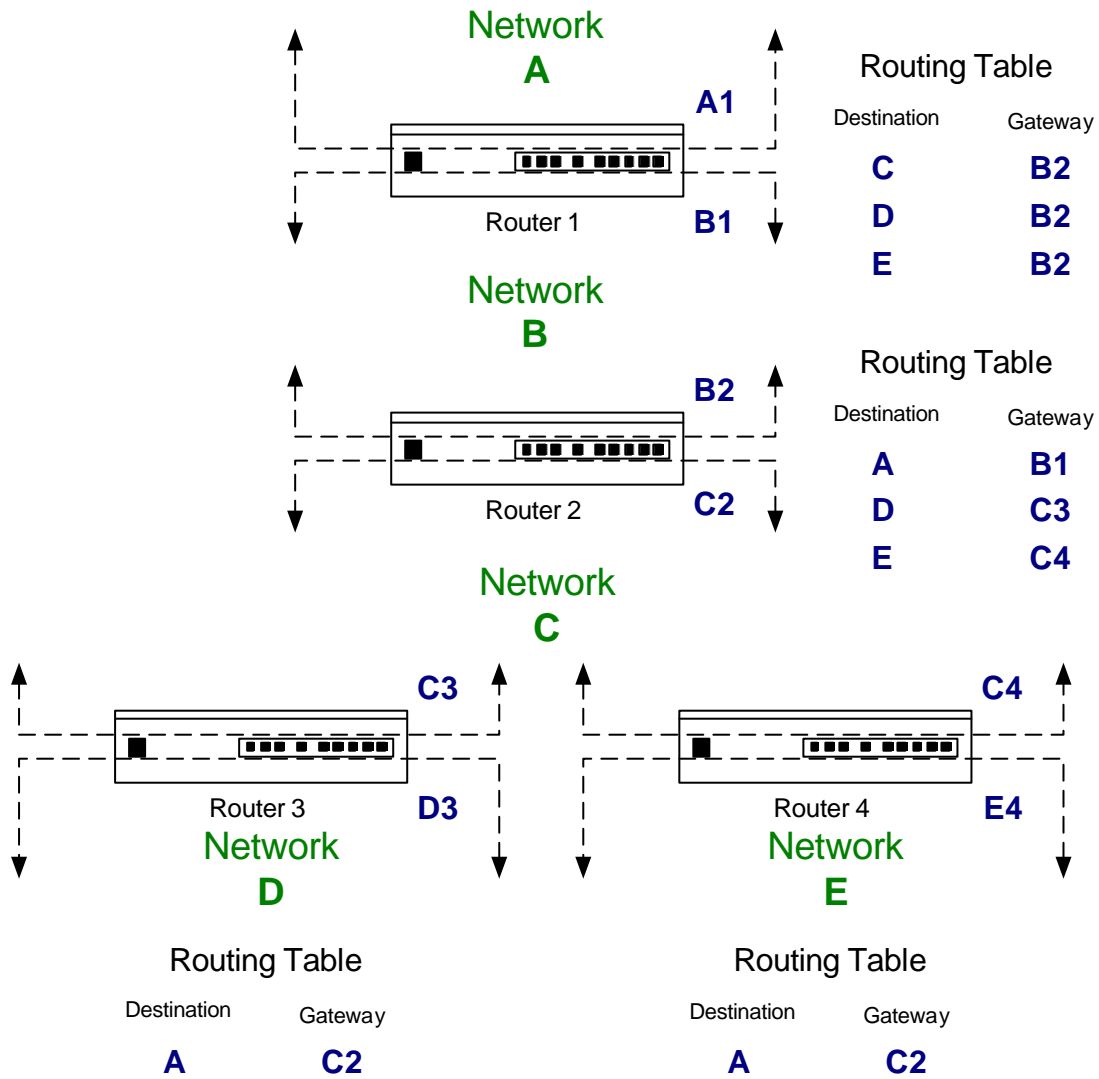 Network
A
A1
Router 1
B1
Routing Table
Destination Gateway
C B2
D B2
E B2
Network
B
B2
Router 2
C2
Routing Table
Destination Gateway
A B1
D C3
E C4
Network
C
C3
Router 3
D3
Network
D
C4
Router 4
E4
Network
E
Routing Table
Destination Gateway
A C2
Routing Table
Destination Gateway
A C2